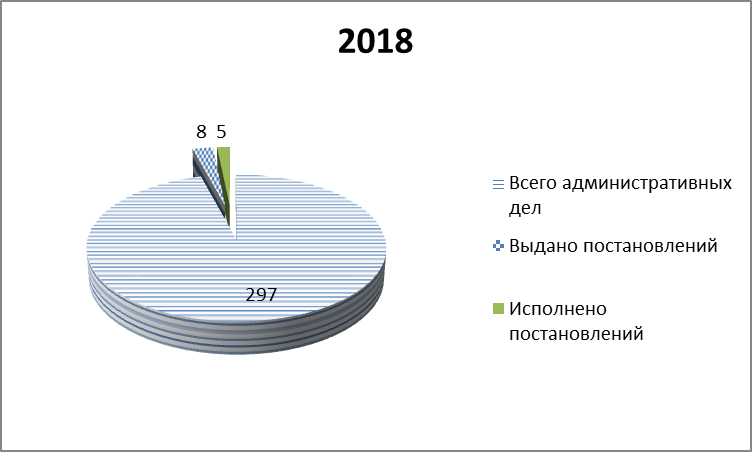 2018
8 5
297
Всего административных
дел
Выдано постановлений
Исполнено
постановлений